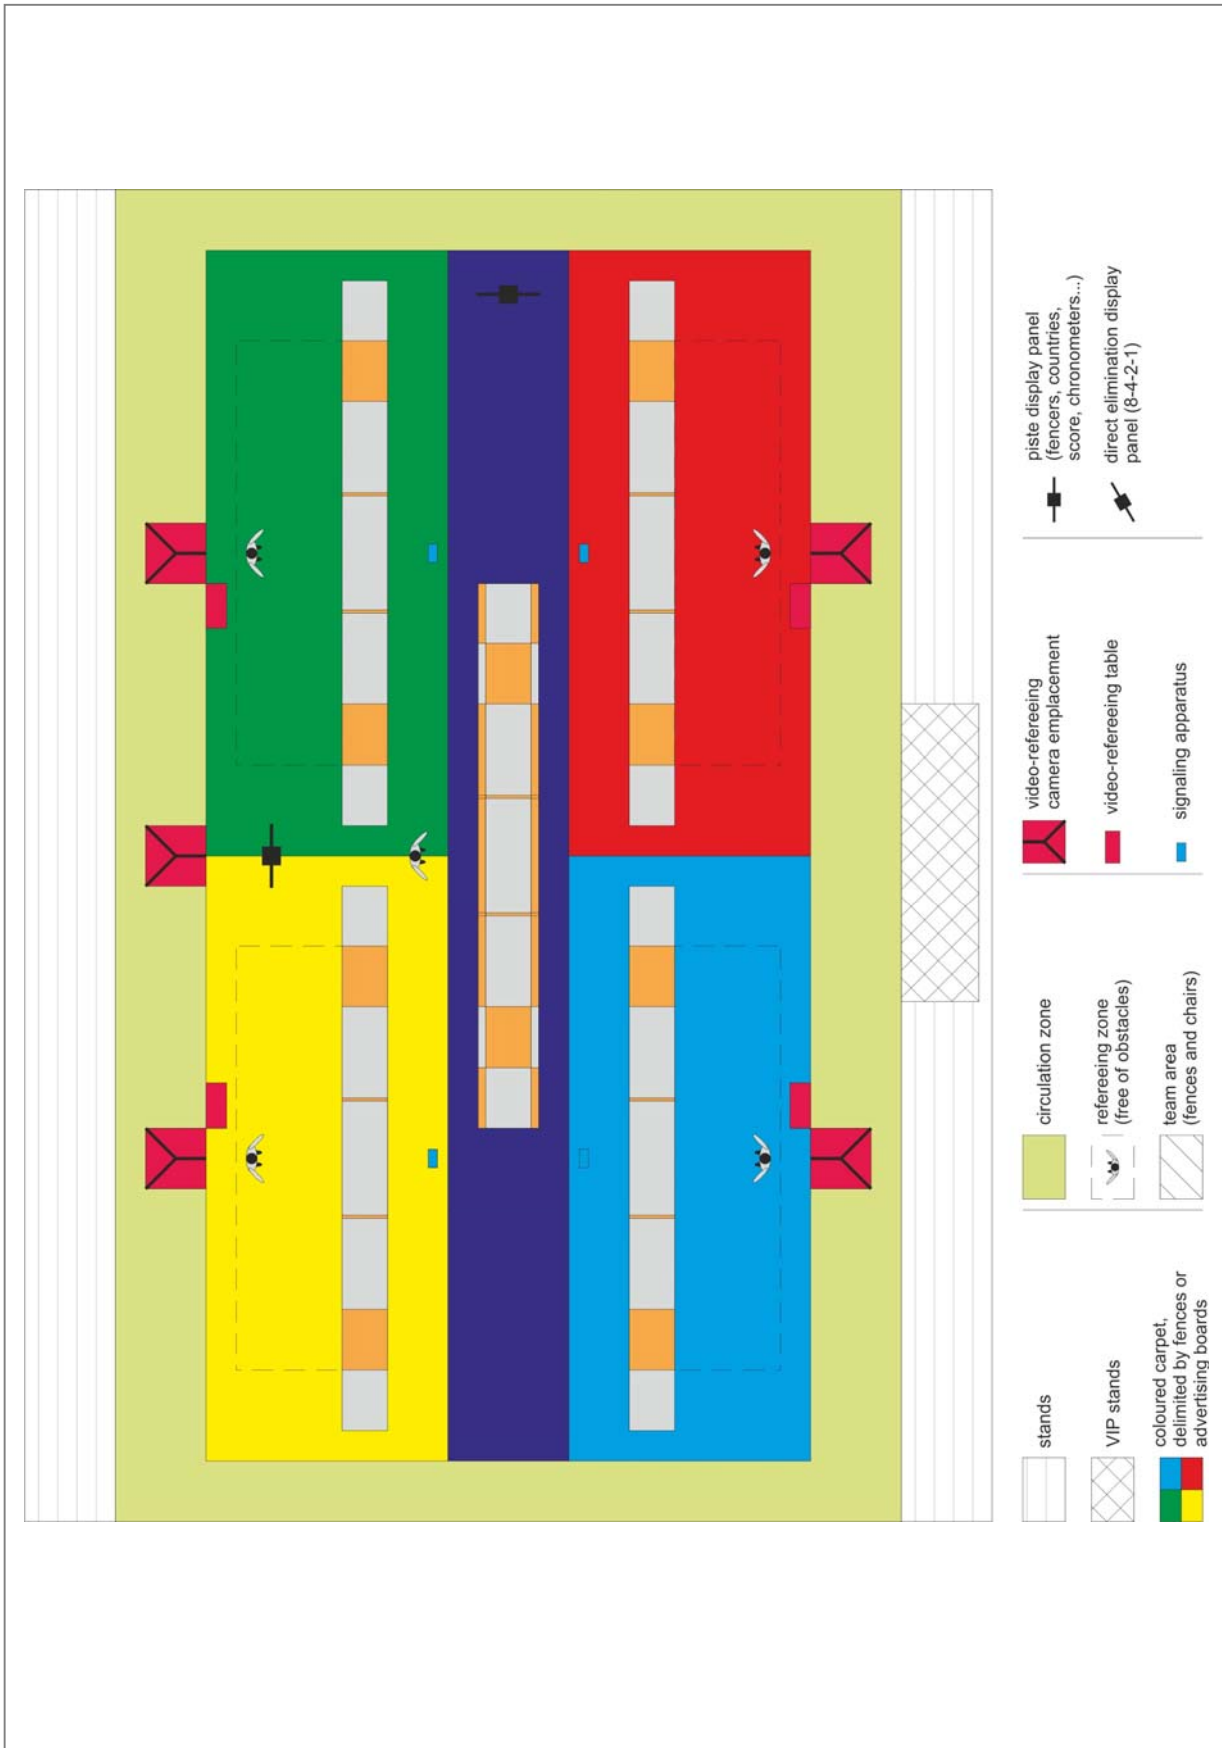 stands
VIP stands
coloured carpet,
delimited by fences or
advertising boards
circulation zone
refereeing zone
(free of obstacles)
team area
(fences and chairs)
video-refereeing
camera emplacement
video-refereeing table
signaling apparatus
piste display panel
(fencers, countries,
score, chronometers...)
direct elimination display
panel (8-4-2-1)